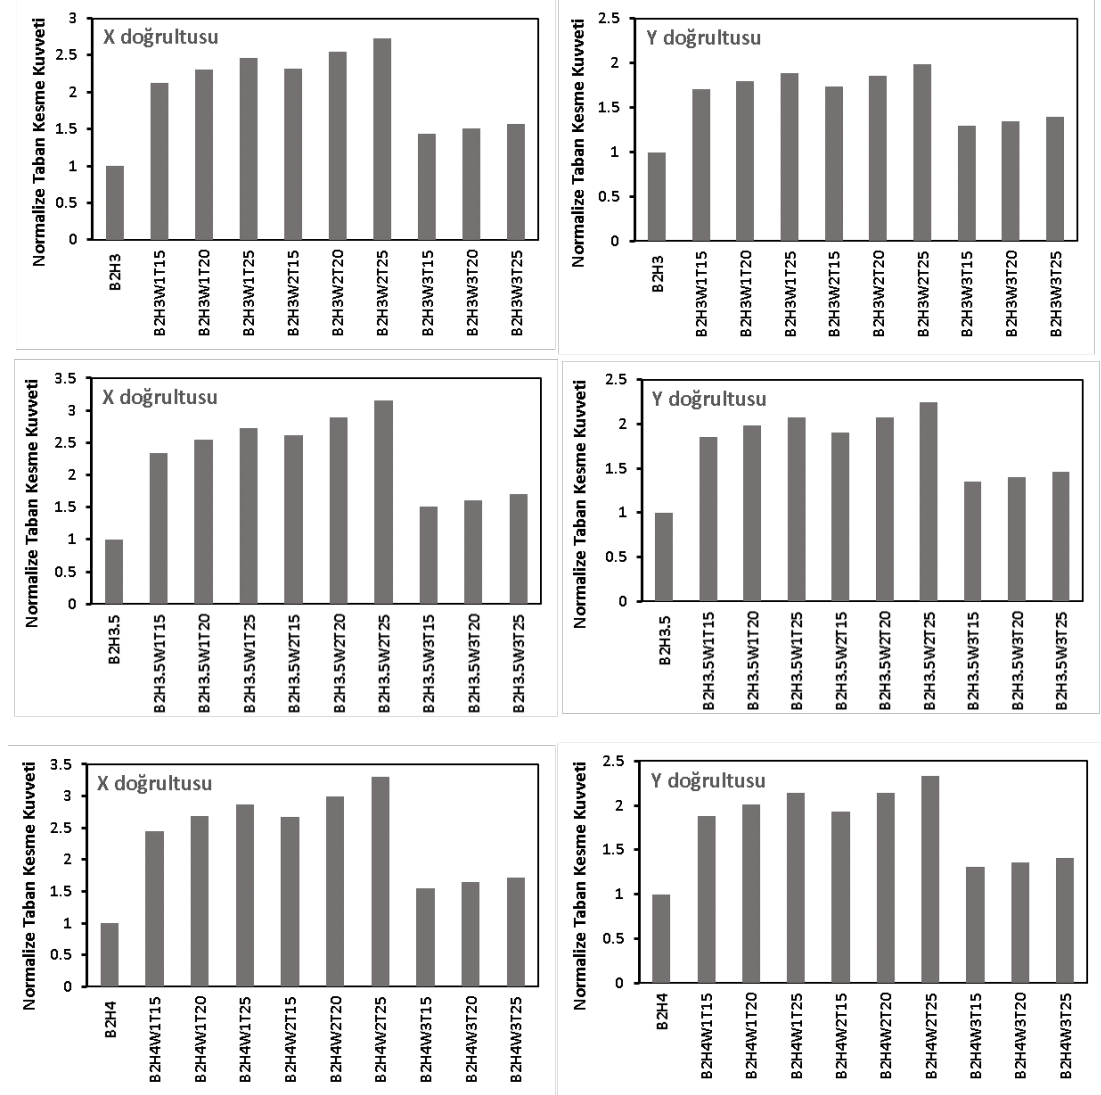 X doğrultusu
Normalize Taban Kesme Kuvveti
3
2.5
2
1.5
1
0.5
0
B2H3
B2H3W1T15
B2H3W1T20
B2H3W1T25
B2H3W2T15
B2H3W2T20
B2H3W2T25
B2H3W3T15
B2H3W3T20
B2H3W3T25
Y doğrultusu
Normalize Taban Kesme Kuvveti
2.5
2
1.5
1
0.5
0
B2H3
B2H3W1T15
B2H3W1T20
B2H3W1T25
B2H3W2T15
B2H3W2T20
B2H3W2T25
B2H3W3T15
B2H3W3T20
B2H3W3T25
X doğrultusu
Normalize Taban Kesme Kuvveti
3.5
3
2.5
2
1.5
1
0.5
0
B2H3.5
B2H3.5W1T15
B2H3.5W1T20
B2H3.5W1T25
B2H3.5W2T15
B2H3.5W2T20
B2H3.5W2T25
B2H3.5W3T15
B2H3.5W3T20
B2H3.5W3T25
Y doğrultusu
Normalize Taban Kesme Kuvveti
2.5
2
1.5
1
0.5
0
B2H3.5
B2H3.5W1T15
B2H3.5W1T20
B2H3.5W1T25
B2H3.5W2T15
B2H3.5W2T20
B2H3.5W2T25
B2H3.5W3T15
B2H3.5W3T20
B2H3.5W3T25
X doğrultusu
Normalize Taban Kesme Kuvveti
3.5
3
2.5
2
1.5
1
0.5
0
B2H4
B2H4W1T15
B2H4W1T20
B2H4W1T25
B2H4W2T15
B2H4W2T20
B2H4W2T25
B2H4W3T15
B2H4W3T20
B2H4W3T25
Y doğrultusu
Normalize Taban Kesme Kuvveti
2.5
2
1.5
1
0.5
0
B2H4
B2H4W1T15
B2H4W1T20
B2H4W1T25
B2H4W2T15
B2H4W2T20
B2H4W2T25
B2H4W3T15
B2H4W3T20
B2H4W3T25